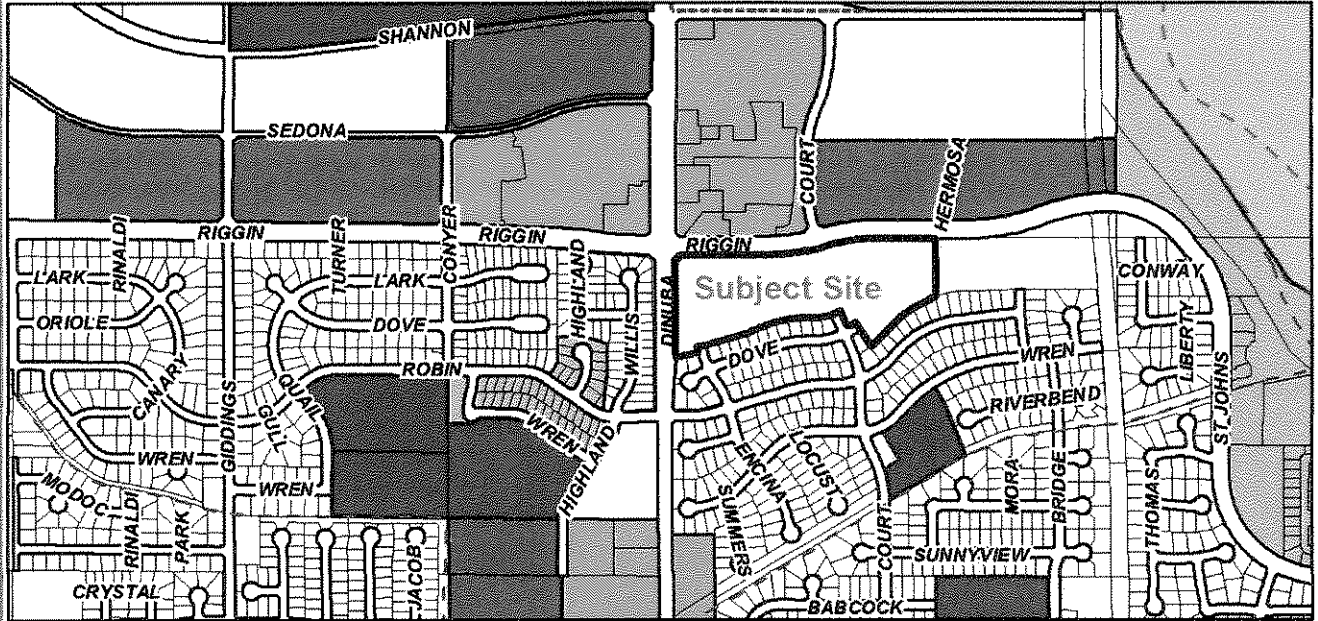 SHANNON
SEDONA
COURT
HERMOSA
RINALDI
RIGGIN
TURNER
CONYER
RIGGIN
HIGHLAND
RIGGIN
LARK
LARK
WILLIS
DINUBA
Subject Site
CONWAY
ORIOLE
DOVE
DOVE
LIBERTY
CANARY
QUAIL
ROBIN
WREN
ST JOHNS
GIDDINGS
GULL
WREN
HIGHLAND
RIVERBEND
WREN
WREN
ENCINA
LOCUST
MODOC
RINALDI
PARK
SUMMERS
COURT
MORA
BRIDGE
THOMAS
JACOB
SUNNYVIEW
CRYSTAL
BABCOCK